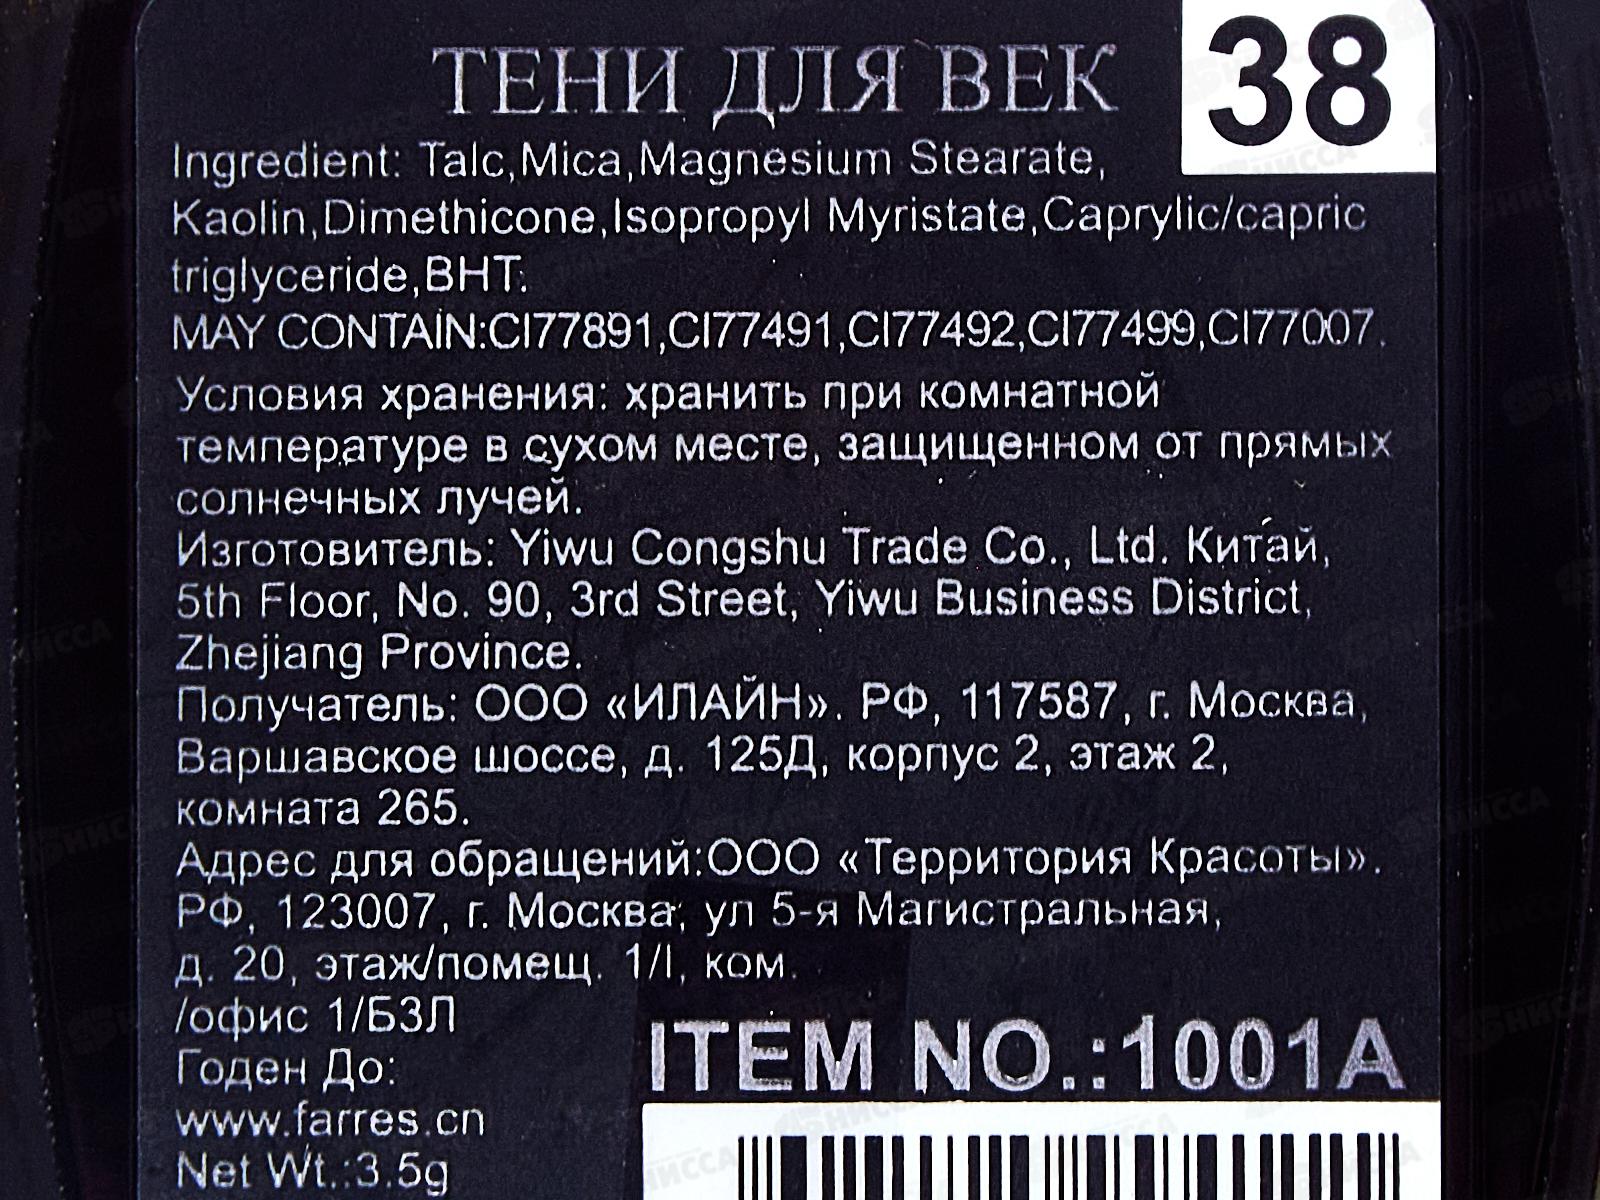 ТЕНИ ДЛЯ ВЕК
38
Ingredient: Talc,Mica,Magnesium Stearate,
Kaolin,Dimethicone,Isopropyl Myristate,Caprylic/capric
triglyceride,BHT.
MAY CONTAIN:CI77891,CI77491,CI77492,CI77499,CI77007.
Условия хранения: хранить при комнатной
температуре в сухом месте, защищенном от прямых
солнечных лучей.
Изготовитель: Yiwu Congshu Trade Co., Ltd. Китай,
5th Floor, No. 90, 3rd Street, Yiwu Business District,
Zhejiang Province.
Получатель: ООО «ИЛАЙН». РФ, 117587, г. Москва,
Варшавское шоссе, д. 125Д, корпус 2, этаж 2,
комната 265.
Адрес для обращений:ООО «Территория Красоты».
РФ, 123007, г. Москва, ул 5-я Магистральная,
д. 20, этаж/помещ. 1/I, ком.
/офис 1/БЗЛ
Годен До:
www.farres.cn
Net Wt.:3.5g
ITEM NO.:1001A